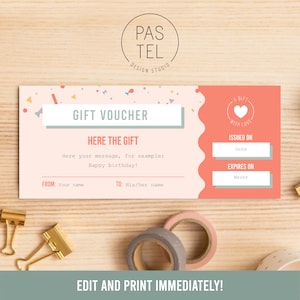 PAS
TEL
DESIGN STUDIO
GIFT VOUCHER
HERE THE GIFT
Here your message, for example:
Happy birthday!
FROM: Your name
TO: His/her name
A GIFT
WITH LOVE
ISSUED ON
Date
EXPIRES ON
Never
EDIT AND PRINT IMMEDIATELY!